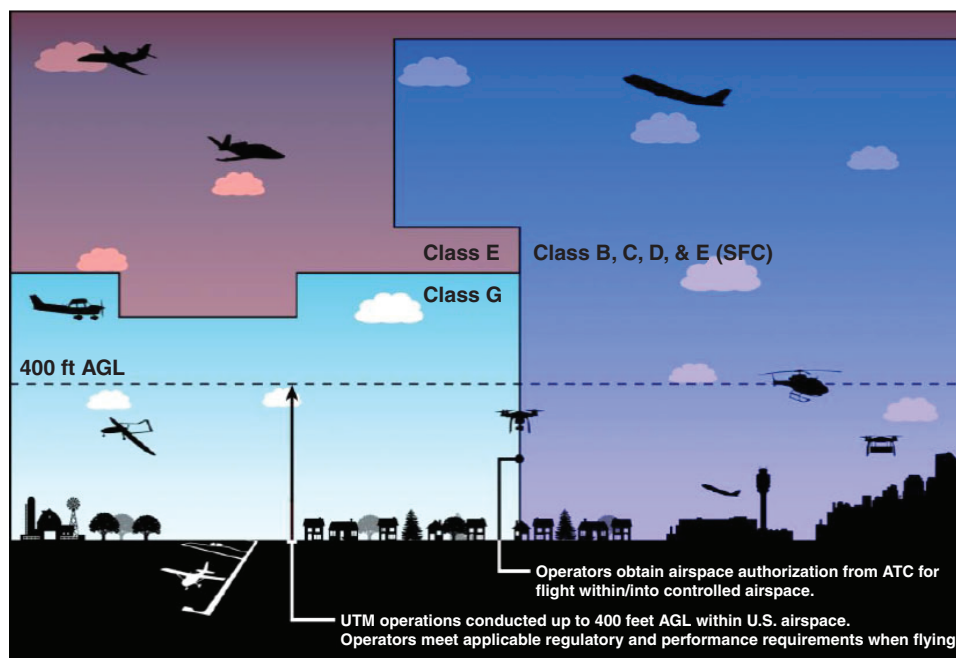 Class E
Class B, C, D, & E (SFC)
Class G
400 ft AGL
Operators obtain airspace authorization from ATC for
flight within/into controlled airspace.
UTM operations conducted up to 400 feet AGL within U.S. airspace.
Operators meet applicable regulatory and performance requirements when flying